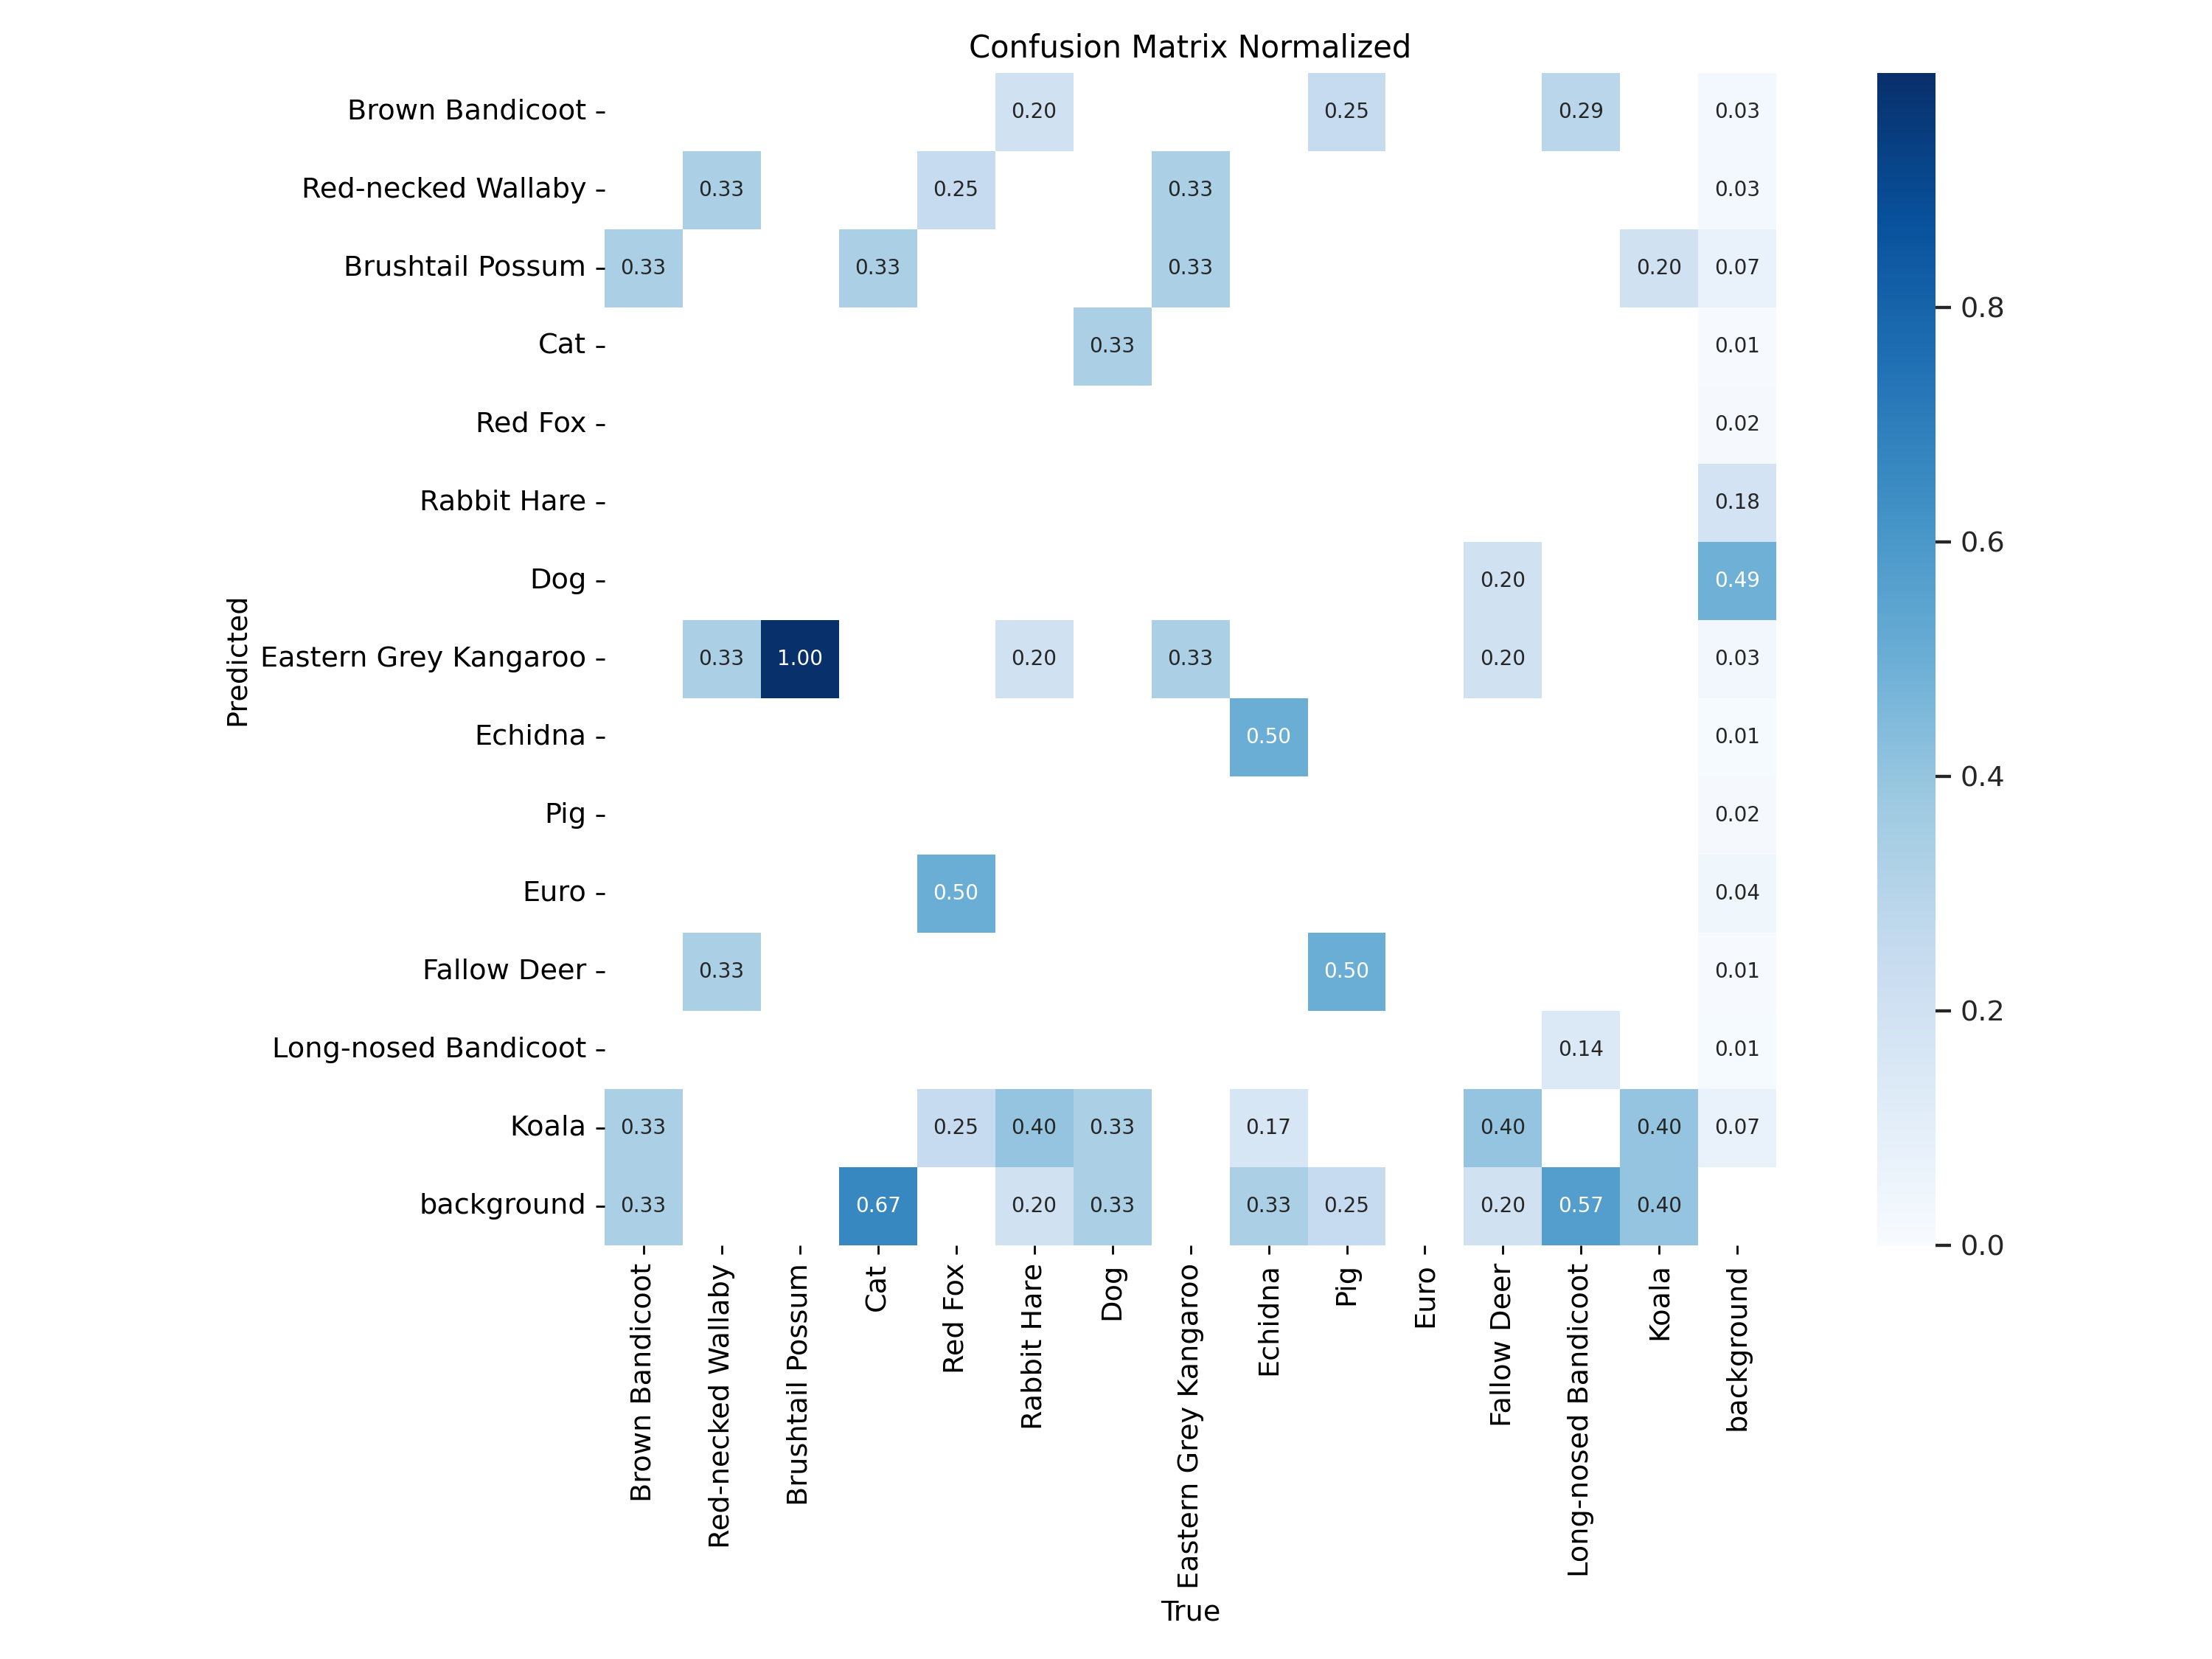 Confusion Matrix Normalized
Brown Bandicoot 0.20 0.25 0.29 0.03
Red-necked Wallaby 0.33 0.25 0.33 0.03
Brushtail Possum 0.33 0.33 0.33 0.20 0.07
0.8
Cat 0.33 0.01
Red Fox 0.02
Rabbit Hare 0.18
0.6
Dog 0.20 0.49
Predicted
Eastern Grey Kangaroo 0.33 1.00 0.20 0.33 0.20 0.03
Echidna 0.50 0.01
0.4
Pig 0.02
Euro 0.50 0.04
Fallow Deer 0.33 0.50 0.01
0.2
Long-nosed Bandicoot 0.14 0.01
Koala 0.33 0.25 0.40 0.33 0.17 0.40 0.40 0.07
background 0.33 0.67 0.20 0.33 0.33 0.25 0.20 0.57 0.40
0.0
Brown Bandicoot
Red-necked Wallaby
Brushtail Possum
Cat
Red Fox
Rabbit Hare
Dog
Eastern Grey Kangaroo
Echidna
Pig
Euro
Fallow Deer
Long-nosed Bandicoot
Koala
background
True